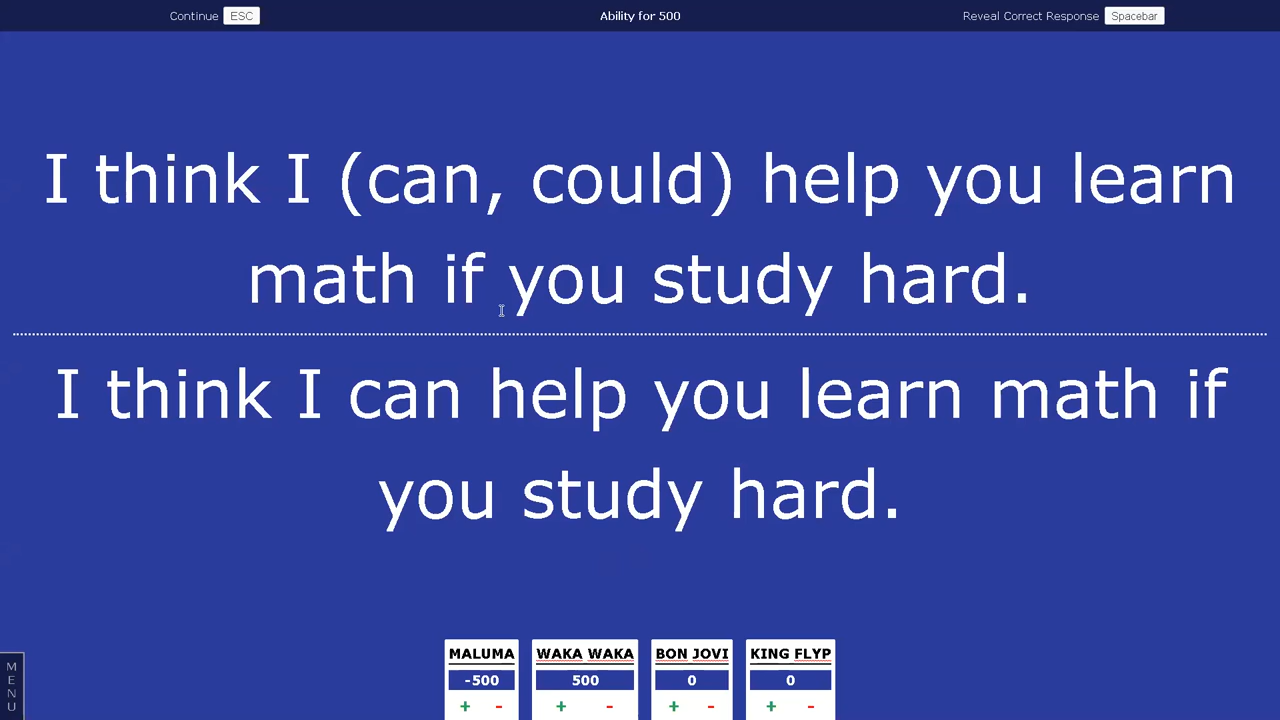 Continue ESC Ability for 500 Reveal Correct Response Spacebar
I think I (can, could) help you learn
math if you study hard.
I think I can help you learn math if
you study hard.
MENU
MALUMA WAKA WAKA BON JOVI KING FLYP
-500 500 0 0
+ - + - + - + -